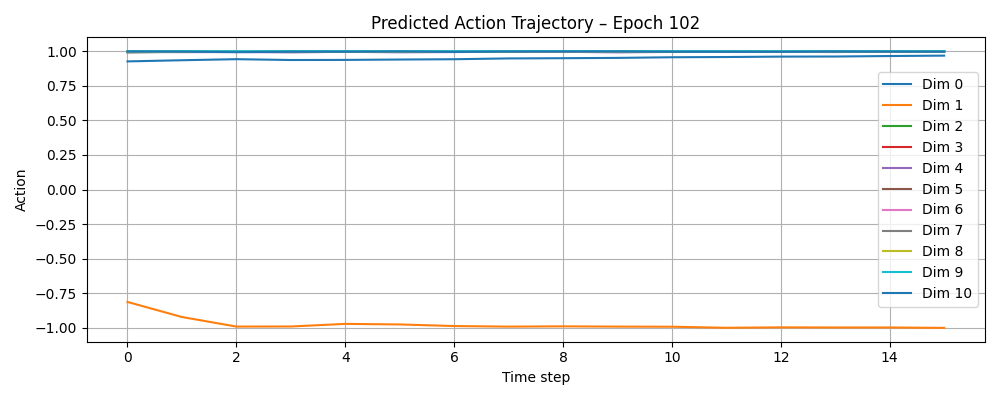 Predicted Action Trajectory – Epoch 102
1.00
0.75
0.50
0.25
0.00
−0.25
−0.50
−0.75
−1.00
Action
Dim 0
Dim 1
Dim 2
Dim 3
Dim 4
Dim 5
Dim 6
Dim 7
Dim 8
Dim 9
Dim 10
0 2 4 6 8 10 12 14
Time step